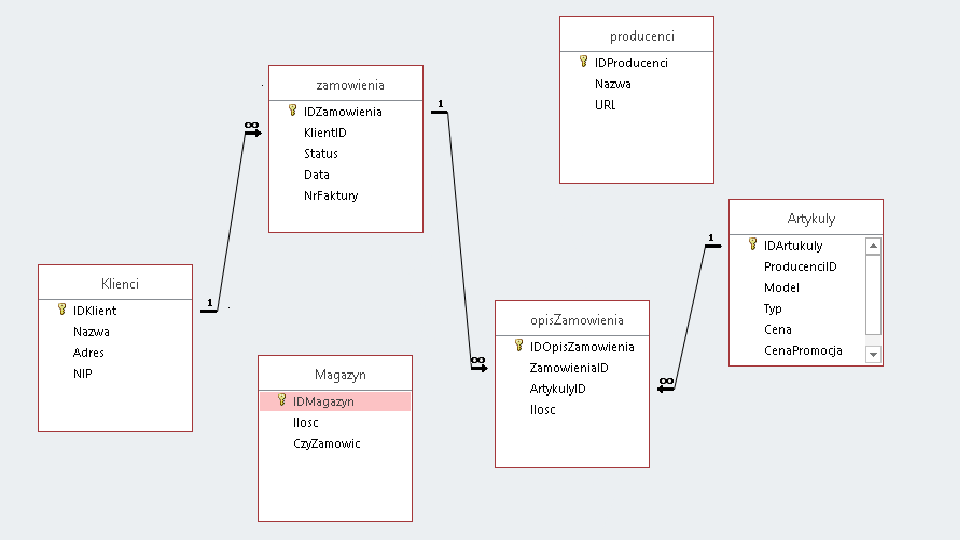 producenci
IDProducenci
Nazwa
URL
zamowienia
IDZamowienia
KlientID
Status
Data
NrFaktury
1
∞
Artykuly
IDArtukuly
ProducenciID
Model
Typ
Cena
CenaPromocja
1
Klienci
IDKlient
Nazwa
Adres
NIP
1
opisZamowienia
IDOpisZamowienia
ZamowieniaID
ArtykulyID
Ilosc
∞
∞
Magazyn
IDMagazyn
Ilosc
CzyZamowic